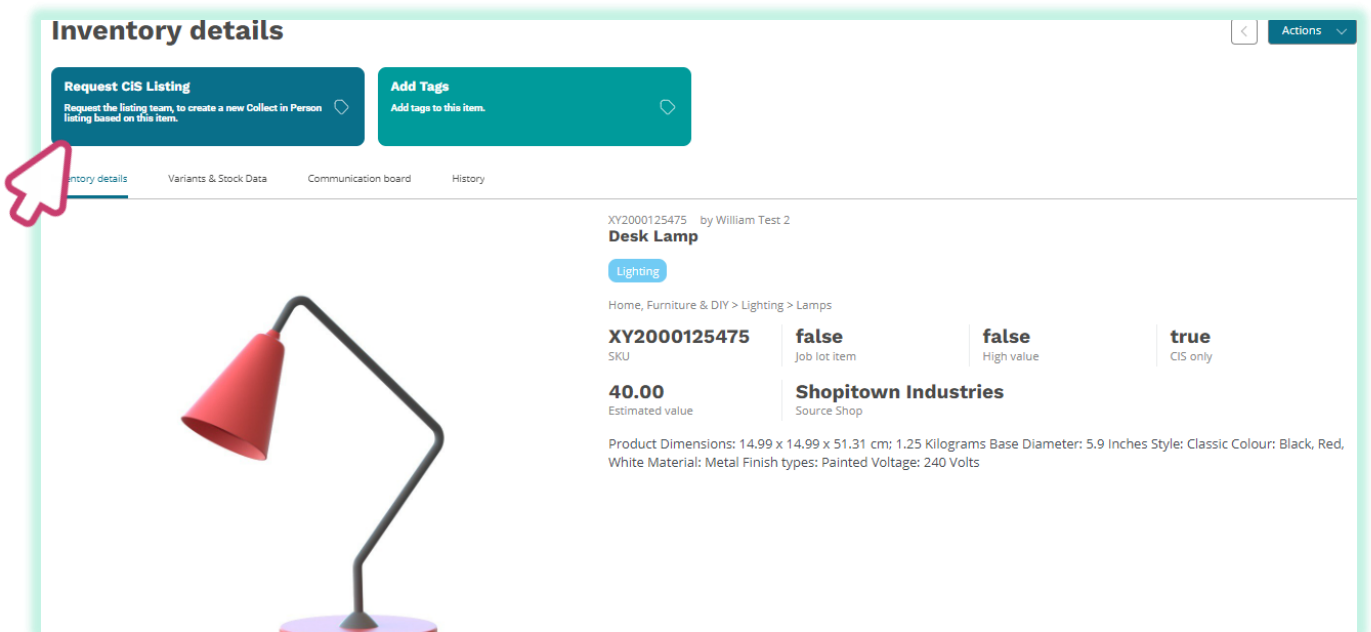 Inventory details
Actions
Request CiS Listing
Request the listing team, to create a new Collect in Person
listing based on this item.
Add Tags
Add tags to this item.
entory details
Variants & Stock Data
Communication board
History
XY2000125475 by William Test 2
Desk Lamp
Lighting
Home, Furniture & DIY > Lighting > Lamps
XY2000125475
SKU
false
Job lot item
false
High value
true
CIS only
40.00
Estimated value
Shopitown Industries
Source Shop
Product Dimensions: 14.99 x 14.99 x 51.31 cm; 1.25 Kilograms Base Diameter: 5.9 Inches Style: Classic Colour: Black, Red,
White Material: Metal Finish types: Painted Voltage: 240 Volts